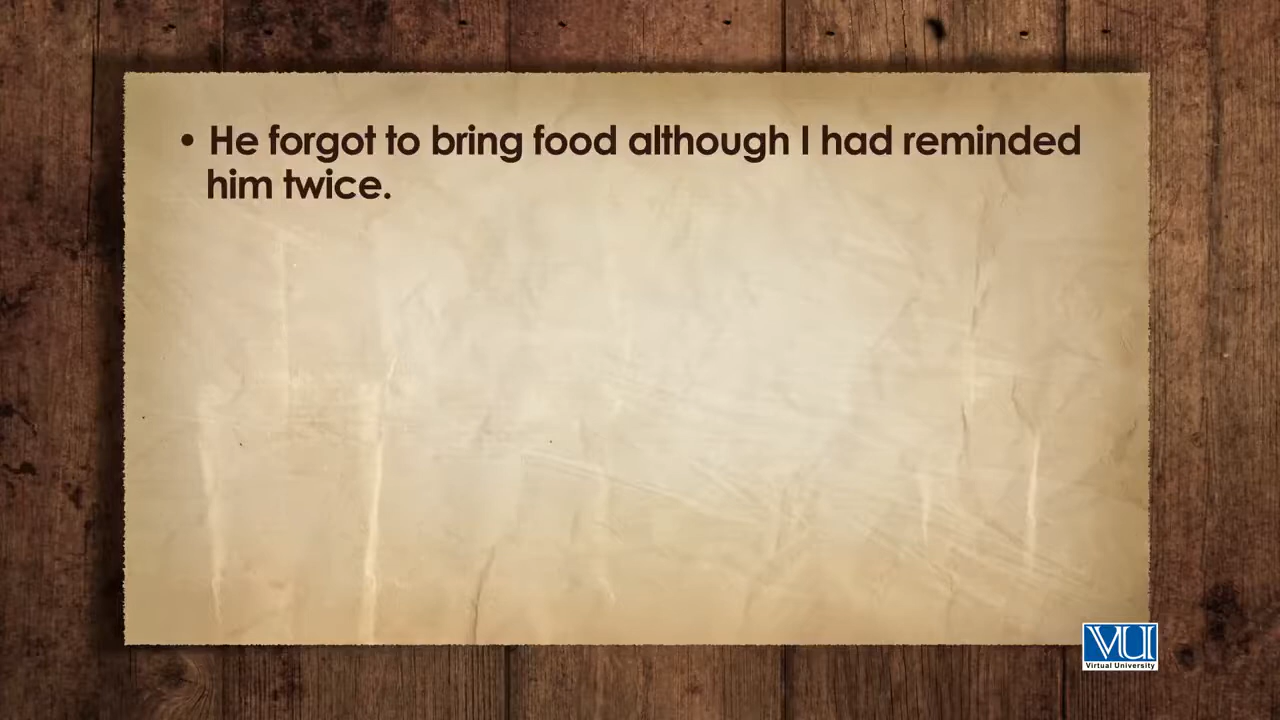 • He forgot to bring food although I had reminded
him twice.
VU
Virtual University